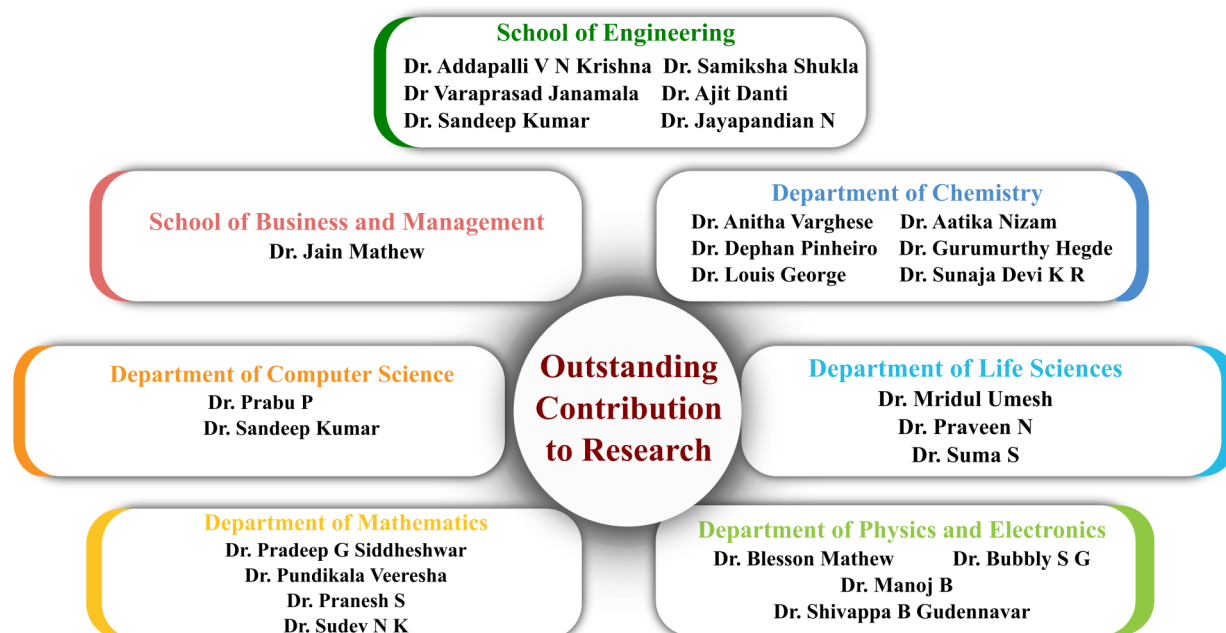 School of Engineering
Dr. Addapalli V N Krishna Dr. Samiksha Shukla
Dr Varaprasad Janamala Dr. Ajit Danti
Dr. Sandeep Kumar Dr. Jayapandian N
School of Business and Management
Dr. Jain Mathew
Department of Chemistry
Dr. Anitha Varghese Dr. Aatika Nizam
Dr. Dephan Pinheiro Dr. Gurumurthy Hegde
Dr. Louis George Dr. Sunaja Devi K R
Outstanding
Contribution
to Research
Department of Computer Science
Dr. Prabu P
Dr. Sandeep Kumar
Department of Life Sciences
Dr. Mridul Umesh
Dr. Praveen N
Dr. Suma S
Department of Mathematics
Dr. Pradeep G Siddheshwar
Dr. Pundikala Veeresha
Dr. Pranesh S
Dr. Sudev N K
Department of Physics and Electronics
Dr. Blesson Mathew Dr. Bubbly S G
Dr. Manoj B
Dr. Shivappa B Gudennavar